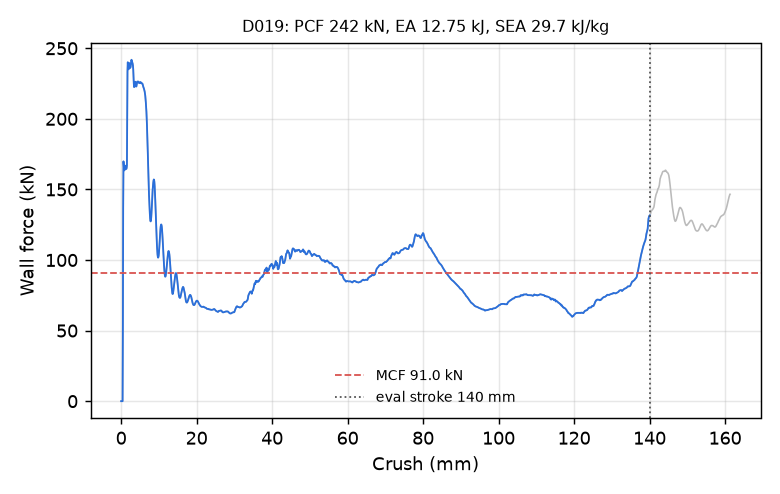 D019: PCF 242 kN, EA 12.75 kJ, SEA 29.7 kJ/kg
Wall force (kN)
250
200
150
100
50
0
MCF 91.0 kN
eval stroke 140 mm
0 20 40 60 80 100 120 140 160
Crush (mm)